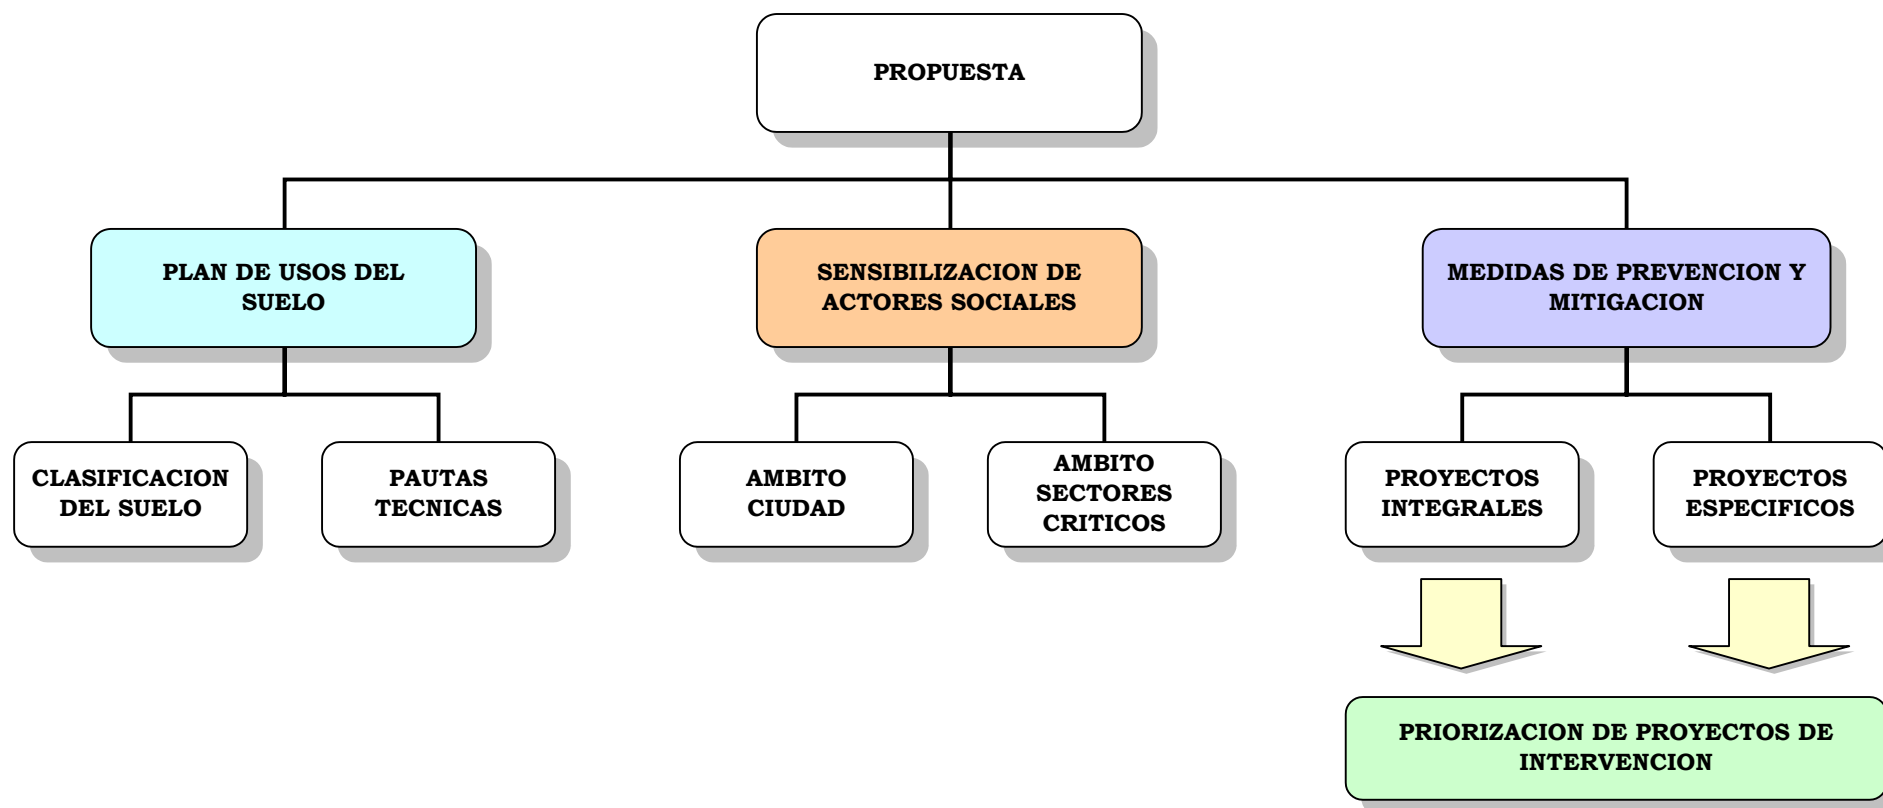 PROPUESTA
PLAN DE USOS DEL
SUELO
SENSIBILIZACION DE
ACTORES SOCIALES
MEDIDAS DE PREVENCION Y
MITIGACION
CLASIFICACION
DEL SUELO
PAUTAS
TECNICAS
AMBITO
CIUDAD
AMBITO
SECTORES
CRITICOS
PROYECTOS
INTEGRALES
PROYECTOS
ESPECIFICOS
PRIORIZACION DE PROYECTOS DE
INTERVENCION